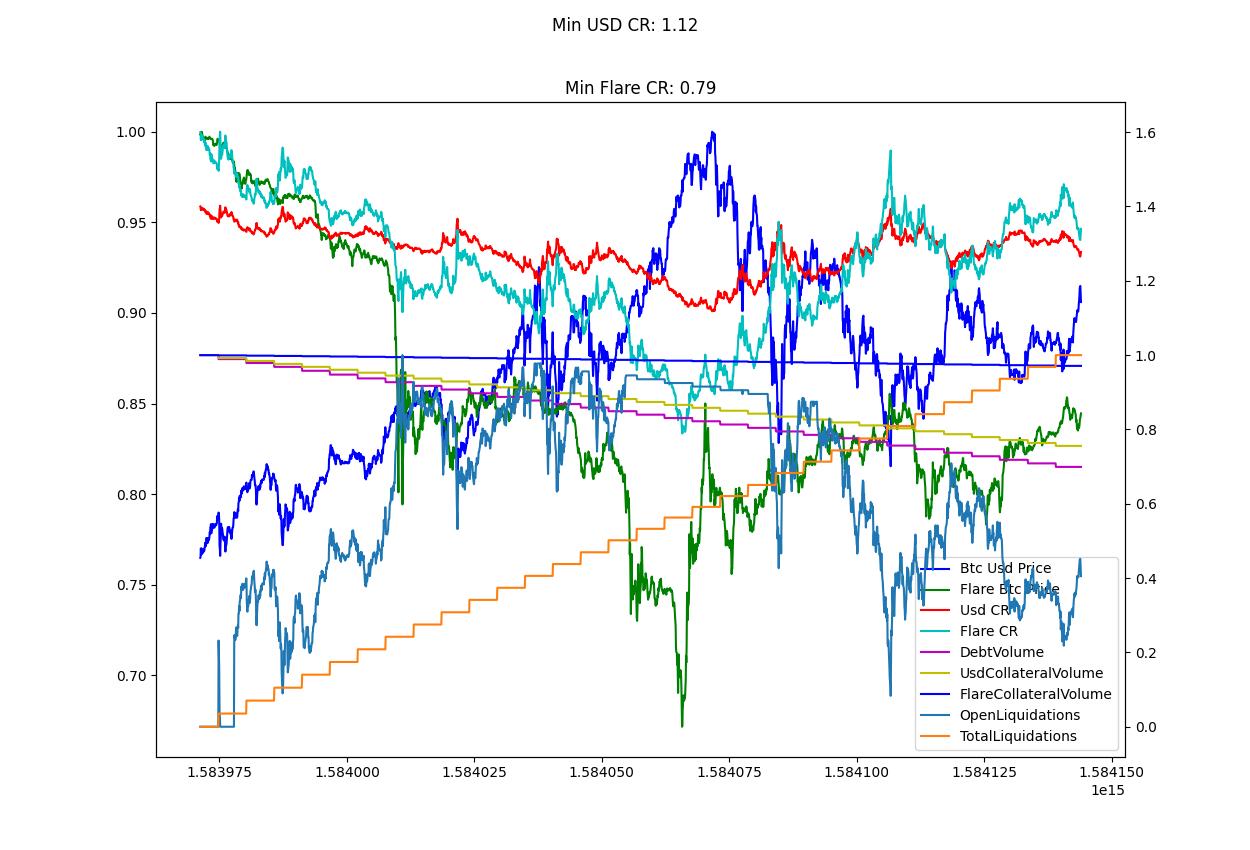 Min USD CR: 1.12
Min Flare CR: 0.79
1.00
0.95
0.90
0.85
0.80
0.75
0.70
1.6
1.4
1.2
1.0
0.8
0.6
0.4
0.2
0.0
Btc Usd Price
Flare Btc Price
Usd CR
Flare CR
DebtVolume
UsdCollateralVolume
FlareCollateralVolume
OpenLiquidations
TotalLiquidations
1.583975 1.584000 1.584025 1.584050 1.584075 1.584100 1.584125 1.584150
1e15